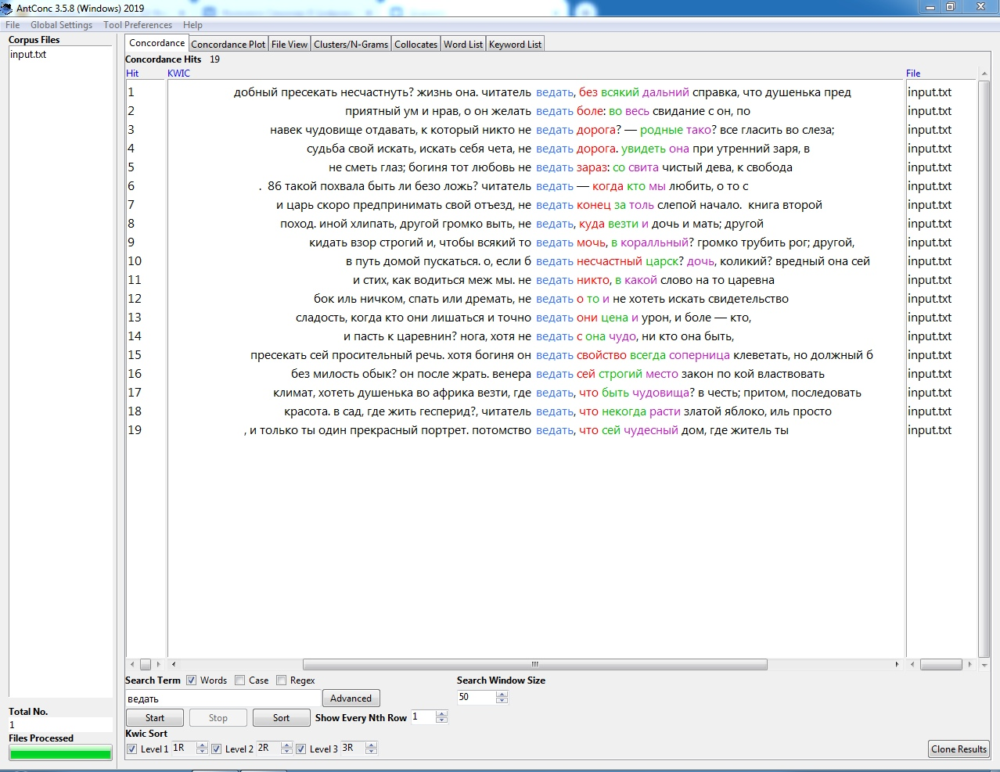 AntConc 3.5.8 (Windows) 2019
File Global Settings Tool Preferences Help
Corpus Files
input.txt
Concordance Concordance Plot File View Clusters/N-Grams Collocates Word List Keyword List
Concordance Hits 19
Hit KWIC File
1 добный пресекать несчастнуть? жизнь она. читатель ведать, без всякий дальний справка, что душенька пред input.txt
2 приятный ум и нрав, о он желать ведать боле: во весь свидание с он, по input.txt
3 навек чудовище отдавать, к который никто не ведать дорога? — родные тако? все гласить во слеза; input.txt
4 судьба свой искать, искать себя чета, не ведать дорога. увидеть она при утренний заря, в input.txt
5 не сметь глаз; богиня тот любовь не ведать зараз: со свита чистый дева, к свобода input.txt
6 . 86 такой похвала быть ли безо ложь? читатель ведать — когда кто мы любить, о то с input.txt
7 и царь скоро предпринимать свой отъезд, не ведать конец за толь слепой начало. книга второй input.txt
8 поход. иной хлипать, другой громко выть, не ведать, куда везти и дочь и мать; другой input.txt
9 кидать взор строгий и, чтобы всякий то ведать мочь, в коралльный? громко трубить рог; другой, input.txt
10 в путь домой пускаться. о, если б ведать несчастный царск? дочь, коликий? вредный она сей input.txt
11 и стих, как водиться меж мы. не ведать никто, в какой слово на то царевна input.txt
12 бок иль ничком, спать или дремать, не ведать о то и не хотеть искать свидетельство input.txt
13 сладость, когда кто они лишаться и точно ведать они цена и урон, и боле — кто, input.txt
14 и пасть к царевнин? нога, хотя не ведать с она чудо, ни кто она быть, input.txt
15 пресекать сей просительный речь. хотя богиня он ведать свойство всегда соперница клеветать, но должный б input.txt
16 без милость обык? он после жрать. венера ведать сей строгий место закон по кой властвовать input.txt
17 климат, хотеть душенька во африка везти, где ведать, что быть чудовища? в честь; притом, последовать input.txt
18 красота. в сад, где жить гесперид?, читатель ведать, что некогда расти златой яблоко, иль просто input.txt
19 , и только ты один прекрасный портрет. потомство ведать, что сей чудесный дом, где житель ты input.txt
Search Term Words Case Regex Search Window Size
ведать Advanced 50
Start Stop Sort Show Every Nth Row 1
Kwic Sort
Level 1 1R Level 2 2R Level 3 3R Clone Results
Total No.
1
Files Processed